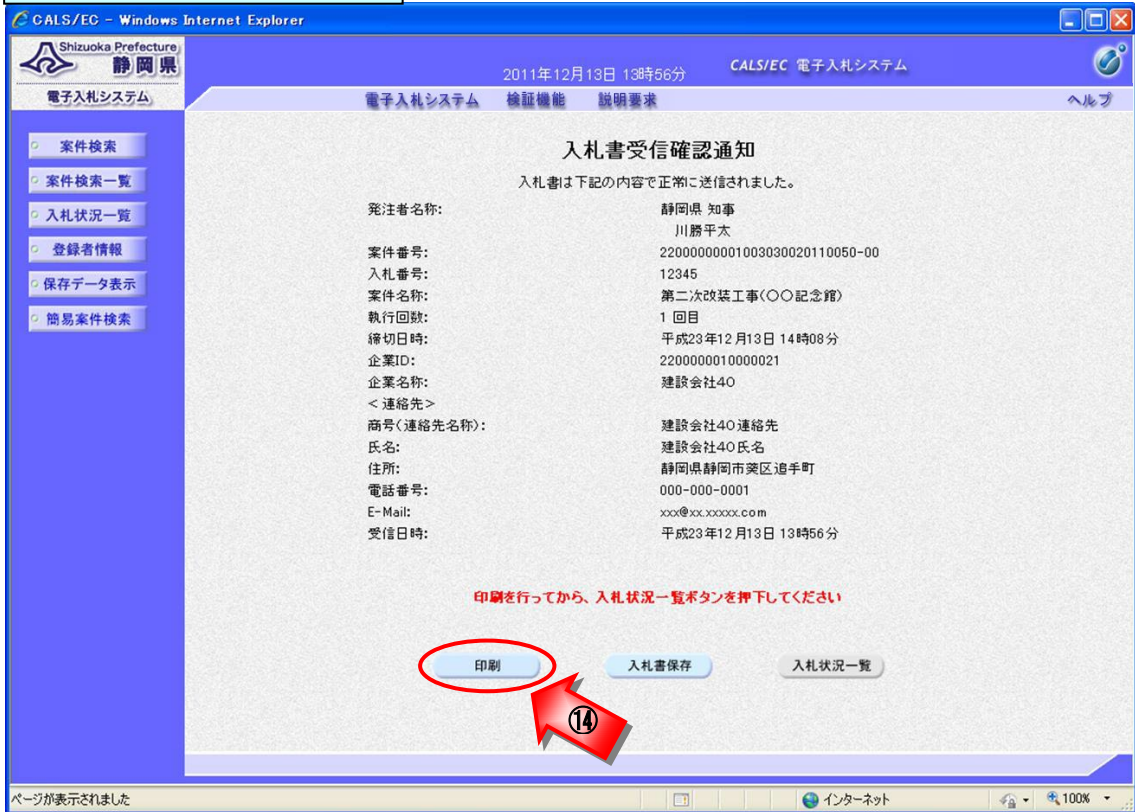 CALS/EC - Windows Internet Explorer
Shizuoka Prefecture
静岡県
2011年12月13日 13時56分
CALS/EC 電子入札システム
電子入札システム
電子入札システム 検証機能 説明要求
ヘルプ
案件検索
案件検索一覧
入札状況一覧
登録者情報
保存データ表示
簡易案件検索
入札書受信確認通知
入札書は下記の内容で正常に送信されました。
発注者名称: 静岡県 知事
川勝平太
案件番号: 2200000000100303002011 0050-00
入札番号: 12345
案件名称: 第二次改装工事(〇〇記念館)
執行回数: 1 回目
締切日時: 平成23年12月13日 14時08分
企業ID: 2200000010000021
企業名称: 建設会社40
<連絡先>
商号(連絡先名称): 建設会社40連絡先
氏名: 建設会社40氏名
住所: 静岡県静岡市葵区追手町
電話番号: 000-000-0001
E-Mail: xxx@xx.xxxxx.com
受信日時: 平成23年12月13日 13時56分
印刷を行ってから、入札状況一覧ボタンを押下してください
印刷 入札書保存 入札状況一覧
⑭
ページが表示されました
インターネット
100%